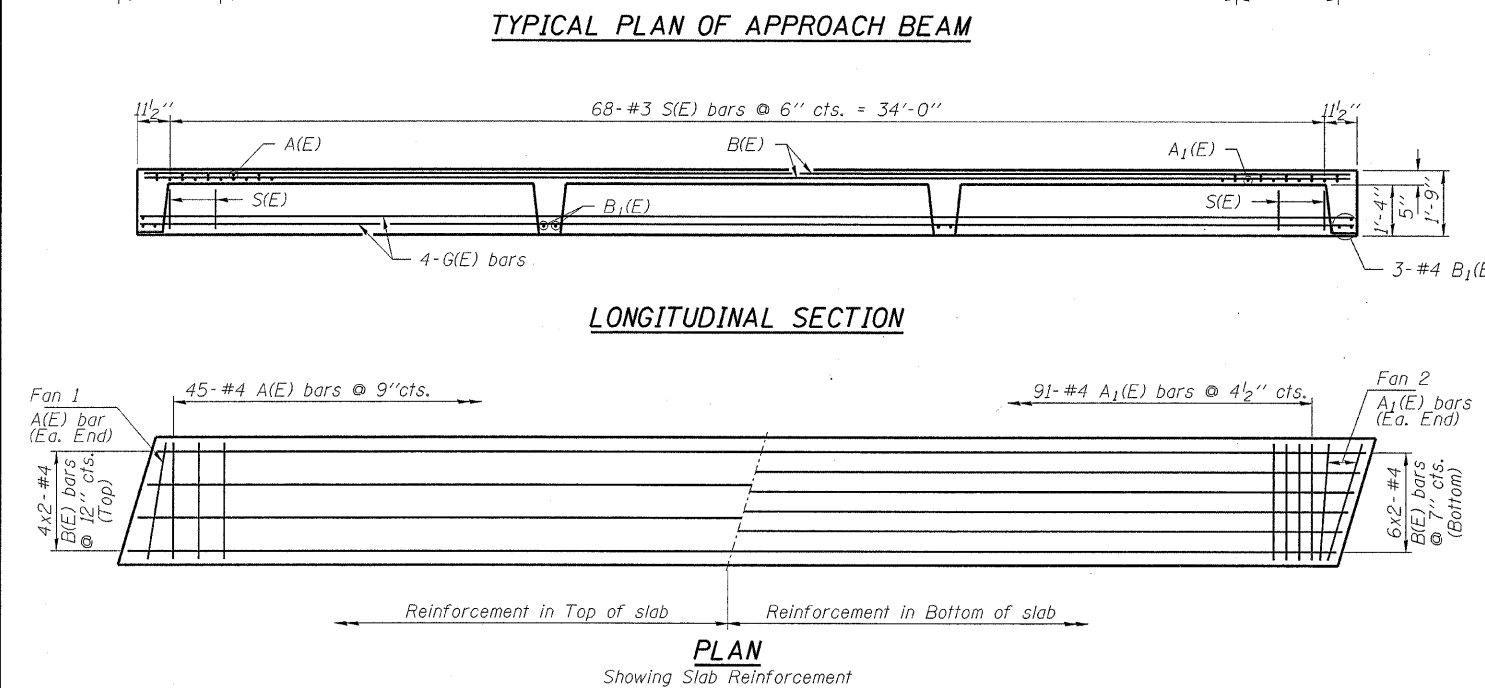 TYPICAL PLAN OF APPROACH BEAM
11 1/2"
68-#3 S(E) bars @ 6" cts. = 34'-0"
11 1/2"
A(E)
B(E)
A1(E)
S(E)
B1(E)
S(E)
1'-4"
5"
1'-9"
4-G(E) bars
3-#4 B1(E
LONGITUDINAL SECTION
Fan 1
A(E) bar
(Ea. End)
45-#4 A(E) bars @ 9"cts.
91-#4 A1(E) bars @ 4 1/2" cts.
Fan 2
A1(E) bars
(Ea. End)
4x2-#4
B(E) bars
@ 12" cts.
(Top)
6x2-#4
B(E) bars
@ 7" cts.
(Bottom)
Reinforcement in Top of slab
Reinforcement in Bottom of slab
PLAN
Showing Slab Reinforcement